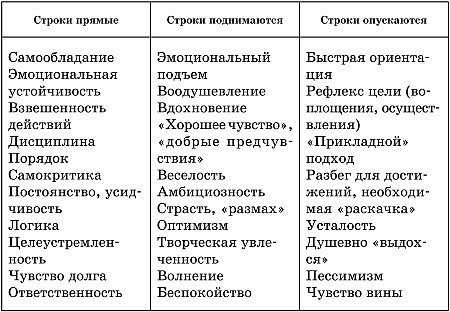 Строки прямые
Строки поднимаются
Строки опускаются
Самообладание
Эмоциональная
устойчивость
Взвешенность
действий
Дисциплина
Порядок
Самокритика
Постоянство, усид-
чивость
Логика
Целеустремлен-
ность
Чувство долга
Ответственность
Эмоциональный
подъем
Воодушевление
Вдохновение
«Хорошее чувство»,
«добрые предчув-
ствия»
Веселость
Амбициозность
Страсть, «размах»
Оптимизм
Творческая увле-
ченность
Волнение
Беспокойство
Быстрая ориента-
ция
Рефлекс цели (во-
площения, осущест-
вления)
«Прикладной»
подход
Разбег для дости-
жений, необходи-
мая «раскачка»
Усталость
Душевно «выдох-
ся»
Пессимизм
Чувство вины